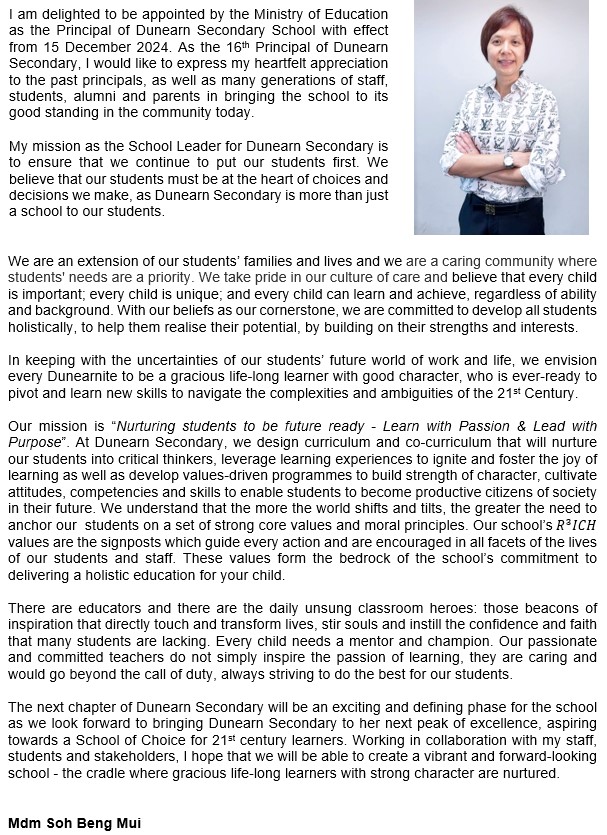 I am delighted to be appointed by the Ministry of Education
as the Principal of Dunearn Secondary School with effect
from 15 December 2024. As the 16th Principal of Dunearn
Secondary, I would like to express my heartfelt appreciation
to the past principals, as well as many generations of staff,
students, alumni and parents in bringing the school to its
good standing in the community today.
My mission as the School Leader for Dunearn Secondary is
to ensure that we continue to put our students first. We
believe that our students must be at the heart of choices and
decisions we make, as Dunearn Secondary is more than just
a school to our students.
We are an extension of our students' families and lives and we are a caring community where
students' needs are a priority. We take pride in our culture of care and believe that every child
is important; every child is unique; and every child can learn and achieve, regardless of ability
and background. With our beliefs as our cornerstone, we are committed to develop all students
holistically, to help them realise their potential, by building on their strengths and interests.
In keeping with the uncertainties of our students' future world of work and life, we envision
every Dunearnite to be a gracious life-long learner with good character, who is ever-ready to
pivot and learn new skills to navigate the complexities and ambiguities of the 21st Century.
Our mission is “Nurturing students to be future ready - Learn with Passion & Lead with
Purpose”. At Dunearn Secondary, we design curriculum and co-curriculum that will nurture
our students into critical thinkers, leverage learning experiences to ignite and foster the joy of
learning as well as develop values-driven programmes to build strength of character, cultivate
attitudes, competencies and skills to enable students to become productive citizens of society
in their future. We understand that the more the world shifts and tilts, the greater the need to
anchor our students on a set of strong core values and moral principles. Our school's R³ICH
values are the signposts which guide every action and are encouraged in all facets of the lives
of our students and staff. These values form the bedrock of the school's commitment to
delivering a holistic education for your child.
There are educators and there are the daily unsung classroom heroes: those beacons of
inspiration that directly touch and transform lives, stir souls and instill the confidence and faith
that many students are lacking. Every child needs a mentor and champion. Our passionate
and committed teachers do not simply inspire the passion of learning, they are caring and
would go beyond the call of duty, always striving to do the best for our students.
The next chapter of Dunearn Secondary will be an exciting and defining phase for the school
as we look forward to bringing Dunearn Secondary to her next peak of excellence, aspiring
towards a School of Choice for 21st century learners. Working in collaboration with my staff,
students and stakeholders, I hope that we will be able to create a vibrant and forward-looking
school - the cradle where gracious life-long learners with strong character are nurtured.
Mdm Soh Beng Mui